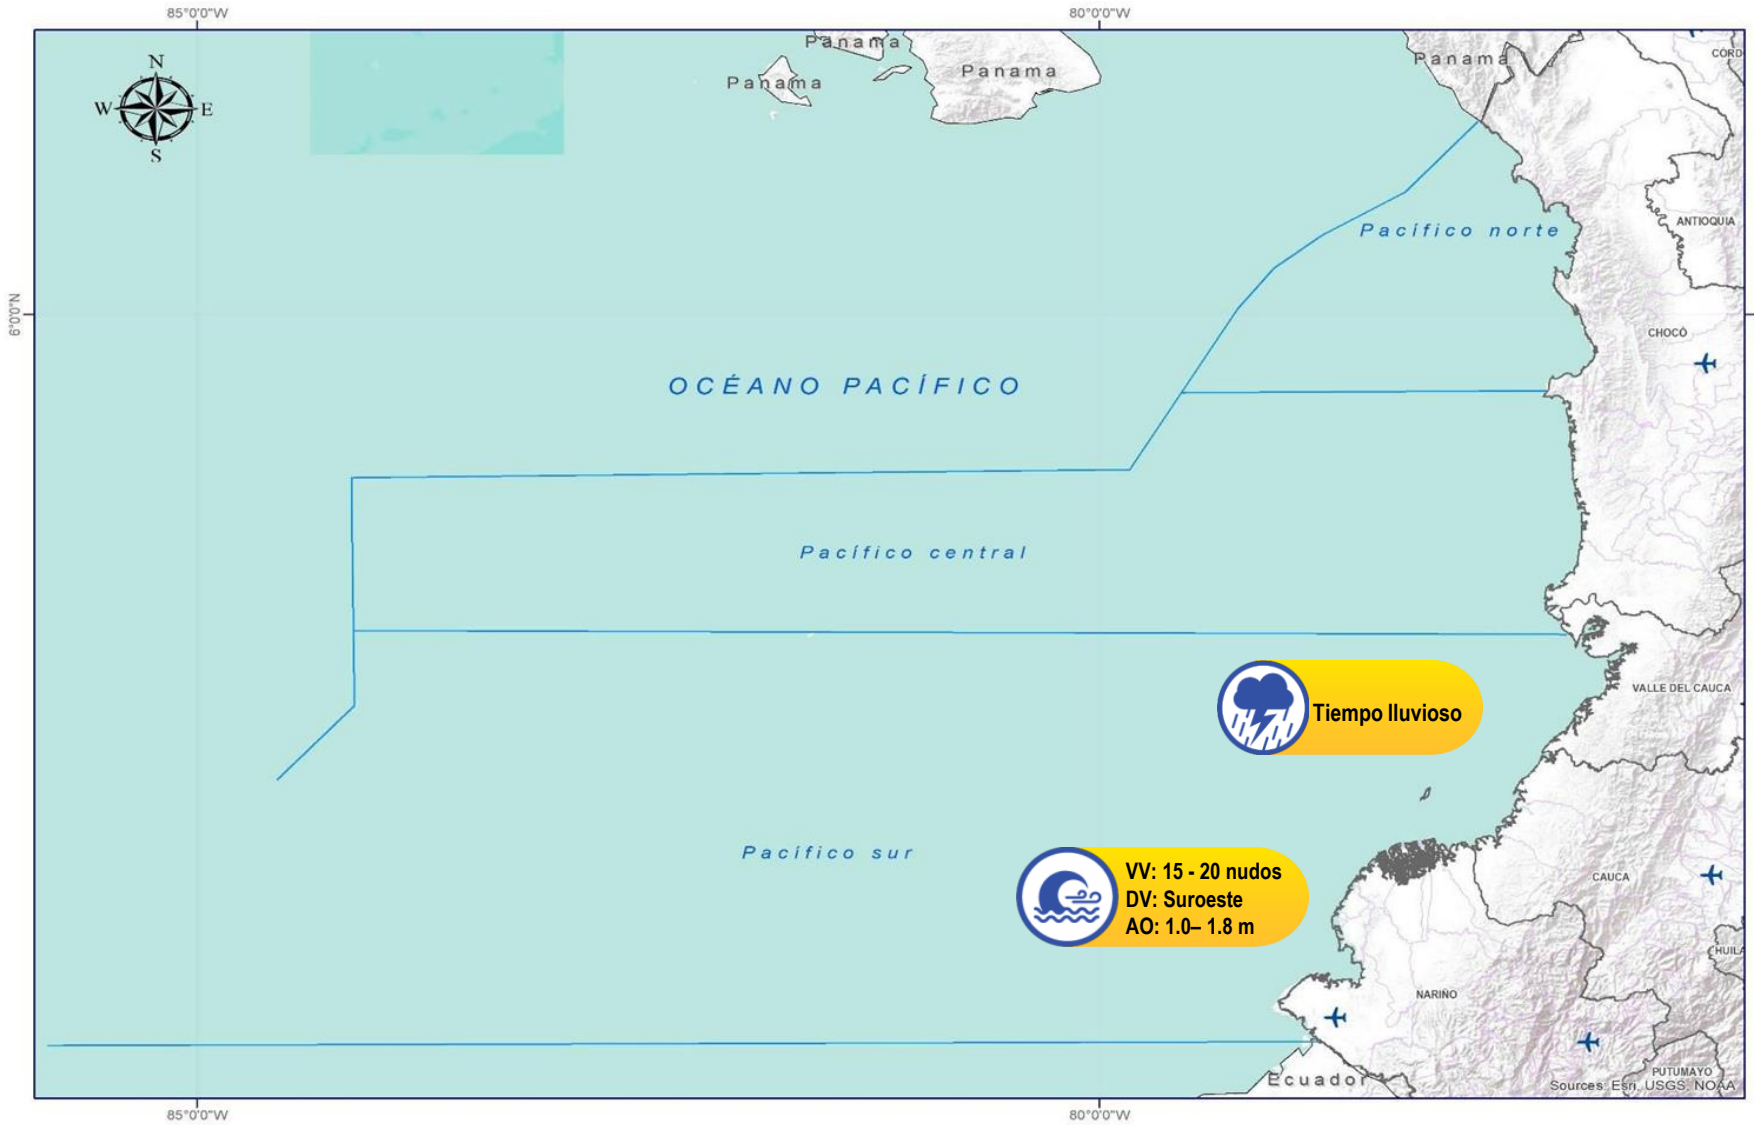 85°0'0"W
80°0'0"W
Panama
Panama
Panama
Panama
CÓRD
N
W
E
S
ANTIOQUIA
Pacífico norte
6°0'0"N
CHOCÓ
OCÉANO PACÍFICO
Pacífico central
VALLE DEL CAUCA
Tiempo lluvioso
Pacífico sur
VV: 15 - 20 nudos
DV: Suroeste
AO: 1.0– 1.8 m
CAUCA
HUILA
NARIÑO
PUTUMAYO
Ecuador
Sources: Esri, USGS, NOAA
85°0'0"W
80°0'0"W